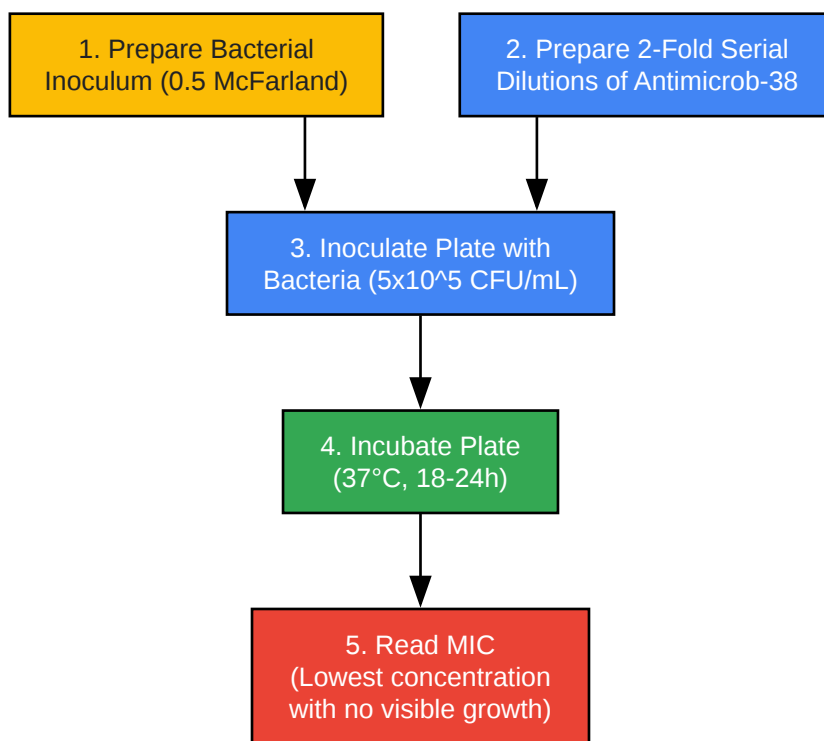 1. Prepare Bacterial
Inoculum (0.5 McFarland)
2. Prepare 2-Fold Serial
Dilutions of Antimicrob-38
3. Inoculate Plate with
Bacteria (5x10^5 CFU/mL)
4. Incubate Plate
(37°C, 18-24h)
5. Read MIC
(Lowest concentration
with no visible growth)